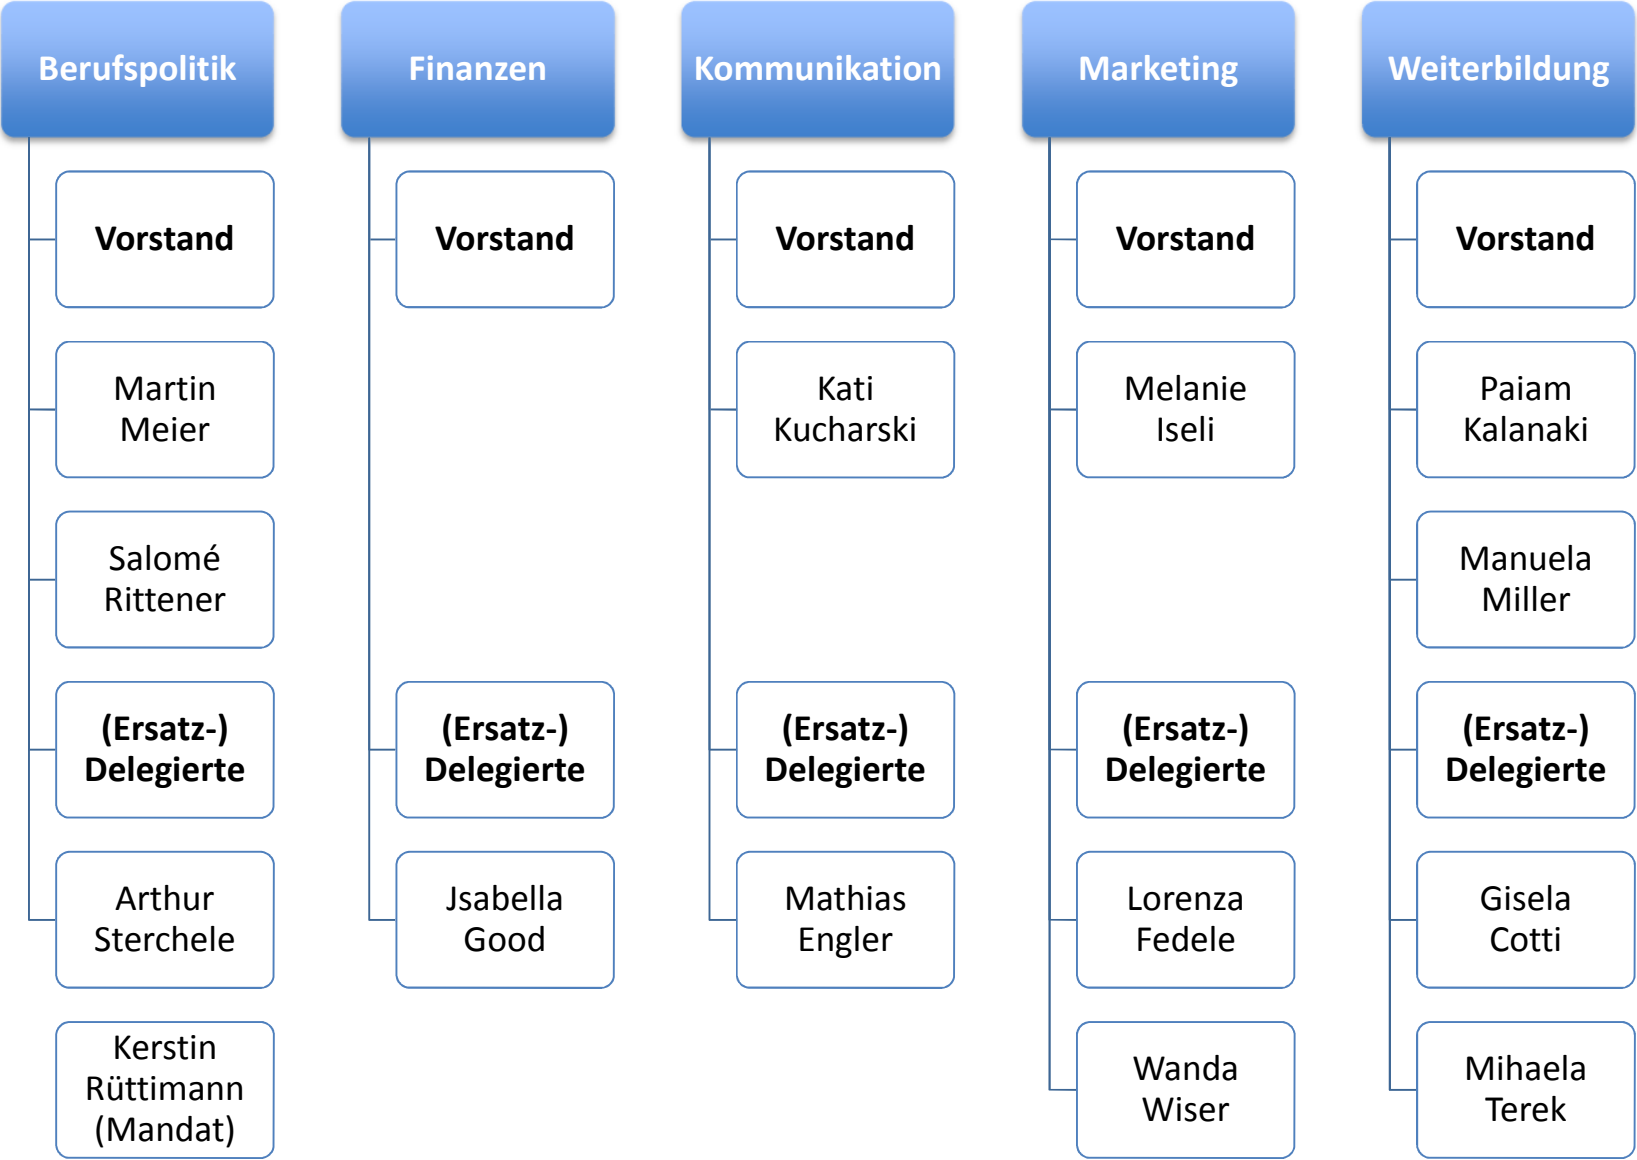 Berufspolitik
Vorstand
Martin
Meier
Salomé
Rittener
(Ersatz-)
Delegierte
Arthur
Sterchele
Kerstin
Rüttimann
(Mandat)
Finanzen
Vorstand
(Ersatz-)
Delegierte
Jsabella
Good
Kommunikation
Vorstand
Kati
Kucharski
(Ersatz-)
Delegierte
Mathias
Engler
Marketing
Vorstand
Melanie
Iseli
(Ersatz-)
Delegierte
Lorenza
Fedele
Wanda
Wiser
Weiterbildung
Vorstand
Paiam
Kalanaki
Manuela
Miller
(Ersatz-)
Delegierte
Gisela
Cotti
Mihaela
Terek